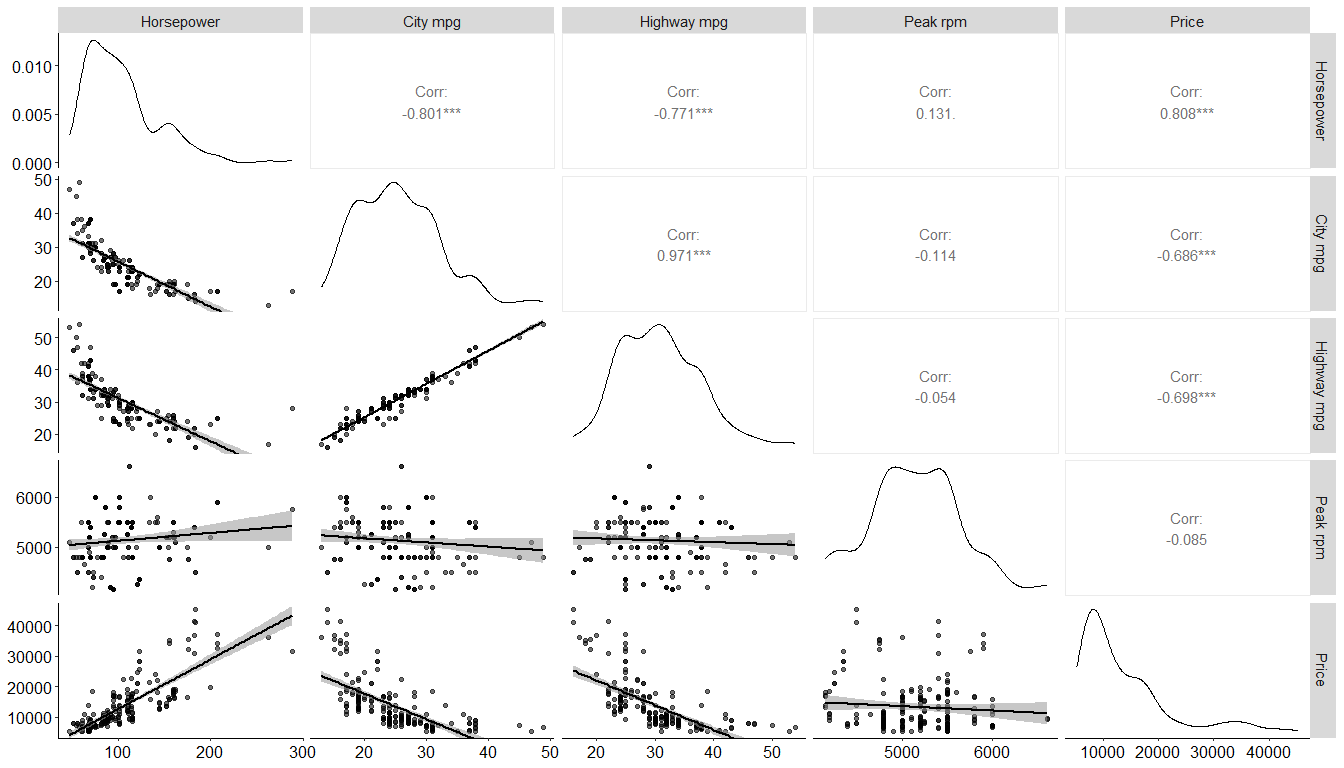 Horsepower City mpg Highway mpg Peak rpm Price
0.010
0.005
0.000
Corr:
-0.801***
Corr:
-0.771***
Corr:
0.131.
Corr:
0.808***
Horsepower
50
40
30
20
Corr:
0.971***
Corr:
-0.114
Corr:
-0.686***
City mpg
50
40
30
20
Corr:
-0.054
Corr:
-0.698***
Highway mpg
6000
5000
Corr:
-0.085
Peak rpm
40000
30000
20000
10000
Price
100 200 300 20 30 40 50 20 30 40 50 5000 6000 10000 20000 30000 40000